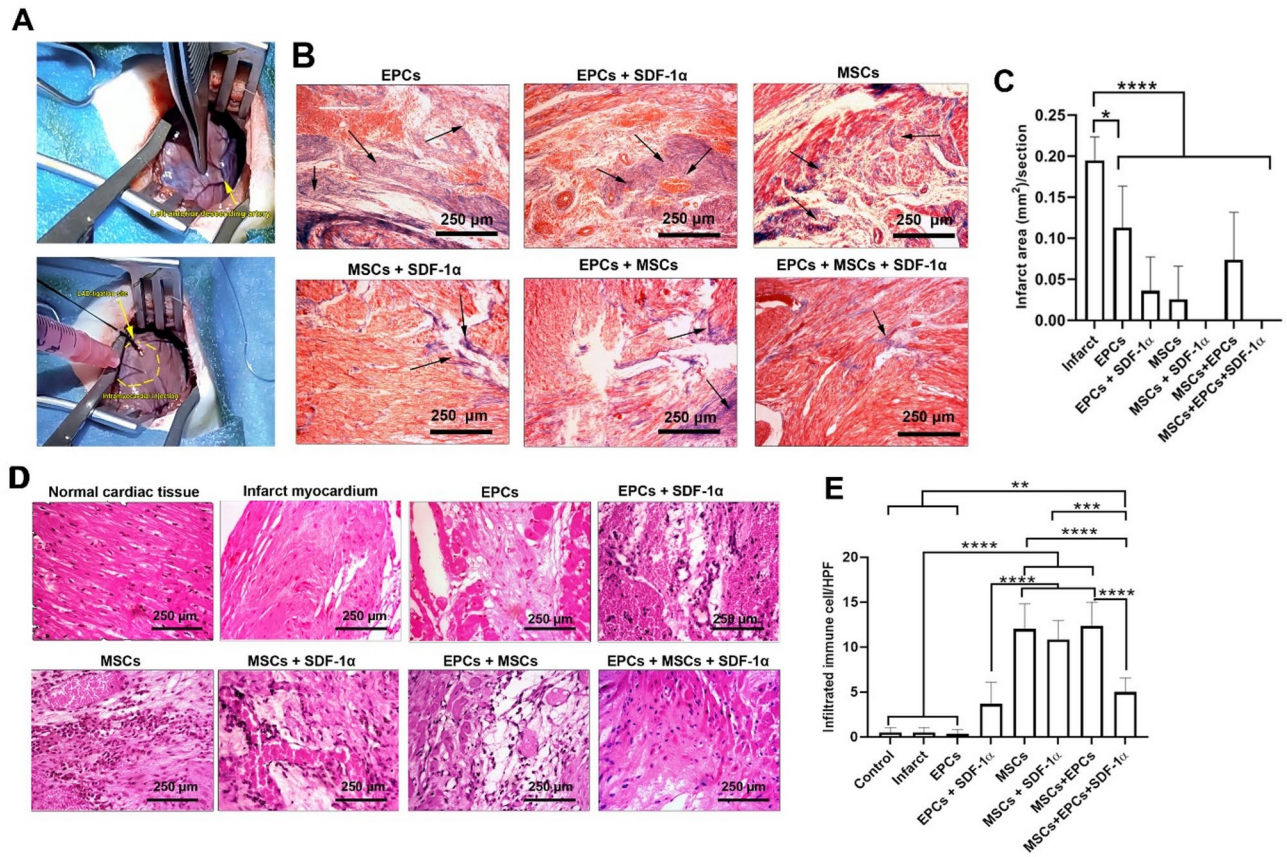 A
Left anterior descending artery
LAD-ligation site
Intramyocardial injection
B
EPCs
EPCs + SDF-1α
MSCs
250 µm
250 µm
250 µm
MSCs + SDF-1α
EPCs + MSCs
EPCs + MSCs + SDF-1α
250 µm
250 µm
250 µm
C
****
*
Infarct area (mm²)/section
0.25
0.20
0.15
0.10
0.05
0.00
Infarct
EPCs
EPCs + SDF-1α
MSCs
MSCs + SDF-1α
MSCs+EPCs
MSCs+EPCs+SDF-1α
D
Normal cardiac tissue
Infarct myocardium
EPCs
EPCs + SDF-1α
250 µm
250 µm
250 µm
250 µm
MSCs
MSCs + SDF-1α
EPCs + MSCs
EPCs + MSCs + SDF-1α
250 µm
250 µm
250 µm
250 µm
E
**
***
****
****
****
****
Infiltrated immune cell/HPF
20
15
10
5
0
Control
Infarct
EPCs
EPCs + SDF-1α
MSCs
MSCs + SDF-1α
MSCs+EPCs
MSCs+EPCs+SDF-1α